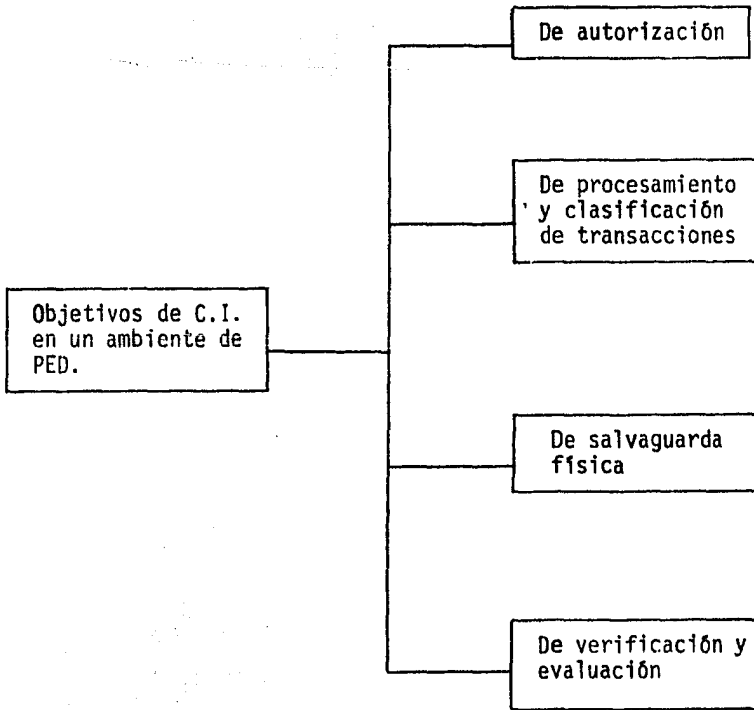 De autorización
De procesamiento
y clasificación
de transacciones
Objetivos de C.I.
en un ambiente de
PED.
De salvaguarda
física
De verificación y
evaluación